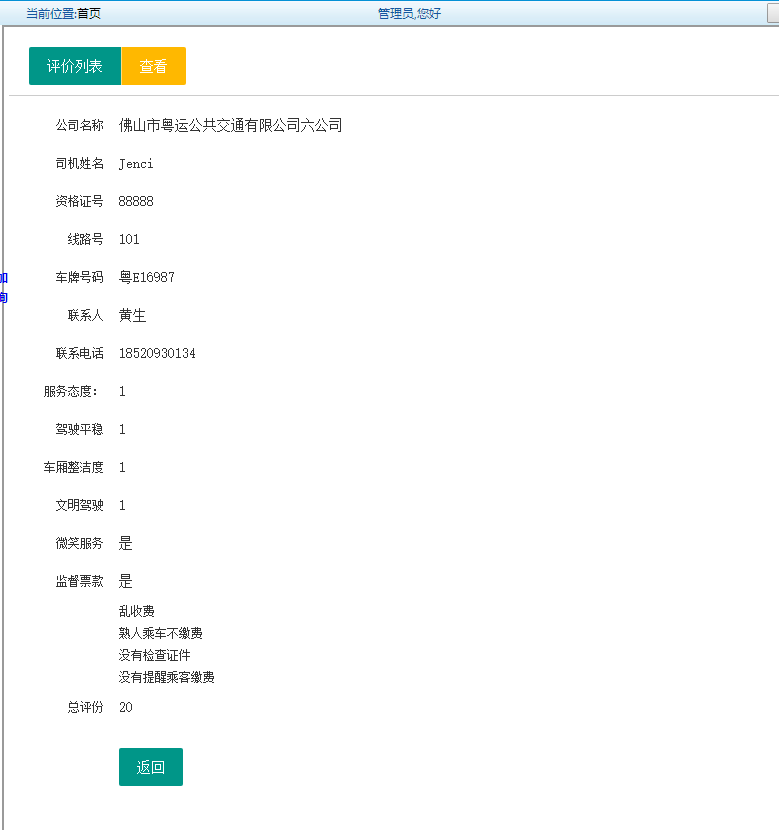 当前位置:首页 管理员,您好
评价列表 查看
公司名称 佛山市粤运公共交通有限公司六公司
司机姓名 Jenci
资格证号 88888
线路号 101
车牌号码 粤E16987
联系人 黄生
联系电话 18520930134
服务态度： 1
驾驶平稳 1
车厢整洁度 1
文明驾驶 1
微笑服务 是
监督票款 是
乱收费
熟人乘车不缴费
没有检查证件
没有提醒乘客缴费
总评份 20
返回